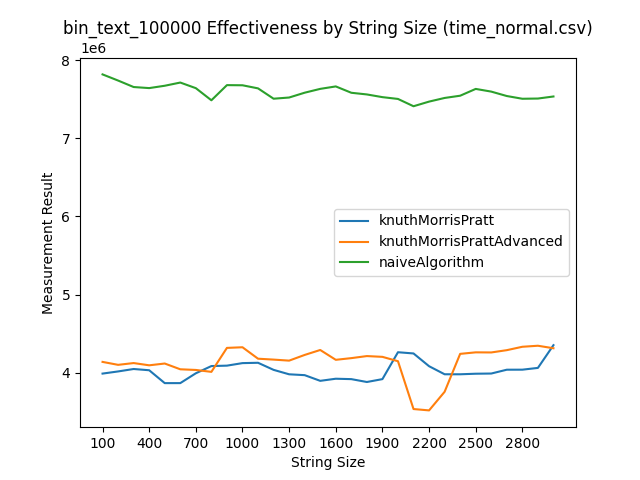 bin_text_100000 Effectiveness by String Size (time_normal.csv)
1e6
8
7
6
5
4
Measurement Result
knuthMorrisPratt
knuthMorrisPrattAdvanced
naiveAlgorithm
100 400 700 1000 1300 1600 1900 2200 2500 2800
String Size